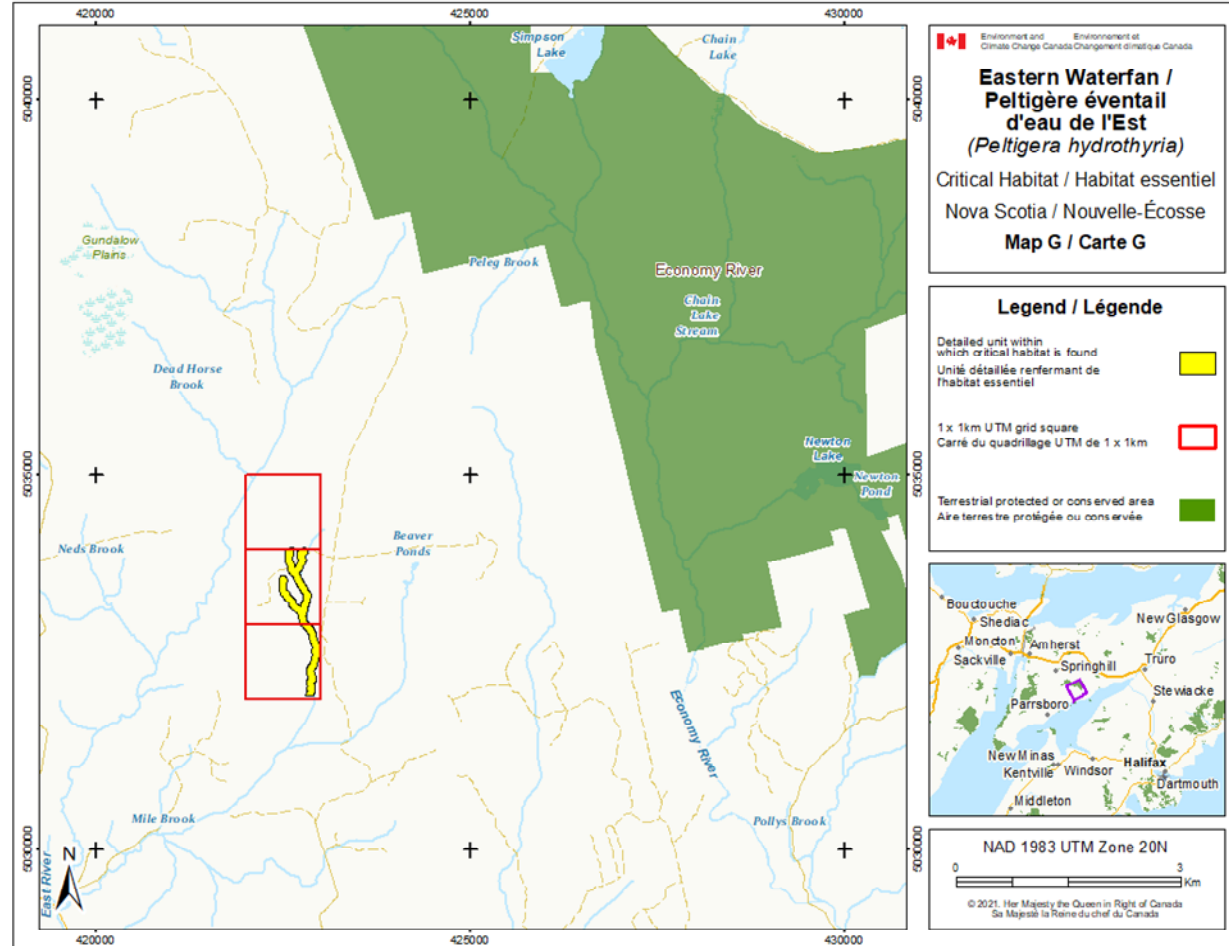 420000
425000
430000
5040000
5040000
Simpson
Lake
Chain
Lake
Gundalow
Plains
Peleg Brook
Economy River
Chain
Lake
Stream
Dead Horse
Brook
5035000
5035000
Newton
Lake
Newton
Pond
Neds Brook
Beaver
Ponds
Economy River
Mile Brook
Pollys Brook
5030000
5030000
N
East River
420000
425000
430000
Environment and
Climate Change Canada
Environnement et
Changement climatique Canada
Eastern Waterfan /
Peltigère éventail
d'eau de l'Est
(Peltigera hydrothyria)
Critical Habitat / Habitat essentiel
Nova Scotia / Nouvelle-Écosse
Map G / Carte G
Legend / Légende
Detailed unit within
which critical habitat is found
Unité détaillée renfermant de
l'habitat essentiel
1 x 1km UTM grid square
Carré du quadrillage UTM de 1 x 1km
Terrestrial protected or conserved area
Aire terrestre protégée ou conservée
Bouctouche
Shediac
New Glasgow
Moncton
Amherst
Sackville
Springhill
Truro
Stewiacke
Parrsboro
New Minas
Kentville
Windsor
Halifax
Dartmouth
Middleton
NAD 1983 UTM Zone 20N
0
3
Km
© 2021. Her Majesty the Queen in Right of Canada
Sa Majesté la Reine du chef du Canada